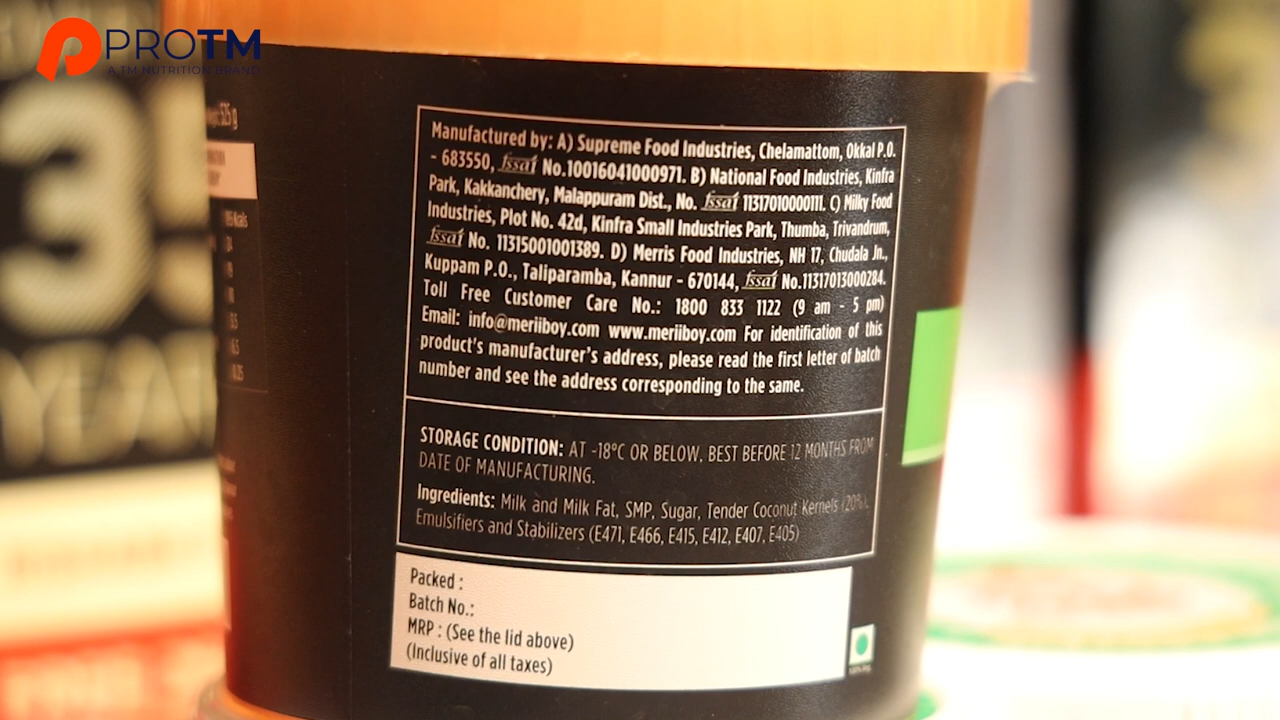 PROTM
A TM NUTRITION BRAND
35
YEAR
525 g
Manufactured by: A) Supreme Food Industries, Chelamattom, Okkal P.O.
- 683550, fssai No.10016041000971. B) National Food Industries, Kinfra
Park, Kakkanchery, Malappuram Dist., No. fssai 11317010000111. C) Milky Food
Industries, Plot No. 42d, Kinfra Small Industries Park, Thumba, Trivandrum,
fssai No. 11315001001389. D) Merris Food Industries, NH 17, Chudala Jn.,
Kuppam P.O., Taliparamba, Kannur - 670144, fssai No.11317013000284.
Toll Free Customer Care No.: 1800 833 1122 (9 am - 5 pm)
Email: info@meriiboy.com www.meriiboy.com For identification of this
product's manufacturer's address, please read the first letter of batch
number and see the address corresponding to the same.
STORAGE CONDITION: AT -18°C OR BELOW, BEST BEFORE 12 MONTHS FROM
DATE OF MANUFACTURING.
Ingredients: Milk and Milk Fat, SMP, Sugar, Tender Coconut Kernels (20%),
Emulsifiers and Stabilizers (E471, E466, E415, E412, E407, E405)
Packed :
Batch No.:
MRP : (See the lid above)
(Inclusive of all taxes)